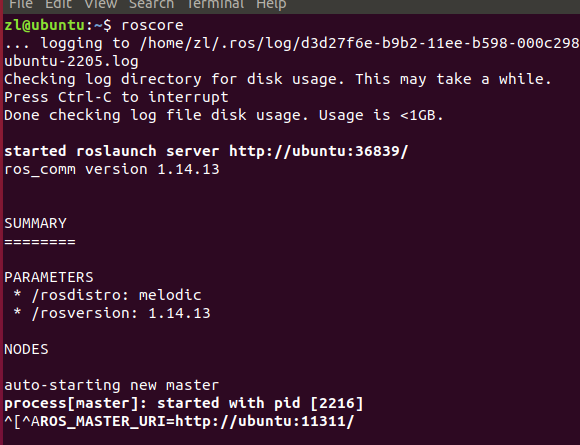 File Edit View Search Terminal Help
zl@ubuntu:~$ roscore
... logging to /home/zl/.ros/log/d3d27f6e-b9b2-11ee-b598-000c298
ubuntu-2205.log
Checking log directory for disk usage. This may take a while.
Press Ctrl-C to interrupt
Done checking log file disk usage. Usage is <1GB.
started roslaunch server http://ubuntu:36839/
ros_comm version 1.14.13
SUMMARY
========
PARAMETERS
* /rosdistro: melodic
* /rosversion: 1.14.13
NODES
auto-starting new master
process[master]: started with pid [2216]
^[^AROS_MASTER_URI=http://ubuntu:11311/